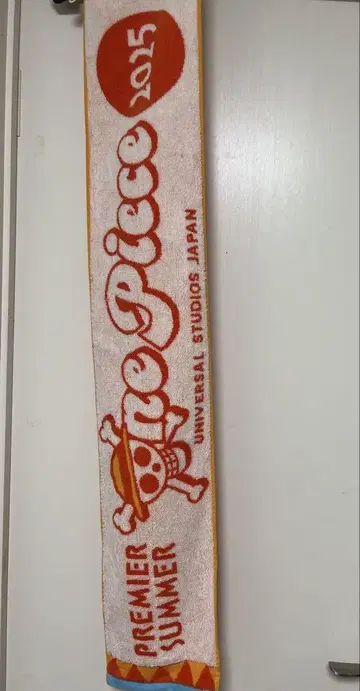 PREMIER
SUMMER
One Piece
2025
UNIVERSAL STUDIOS JAPAN